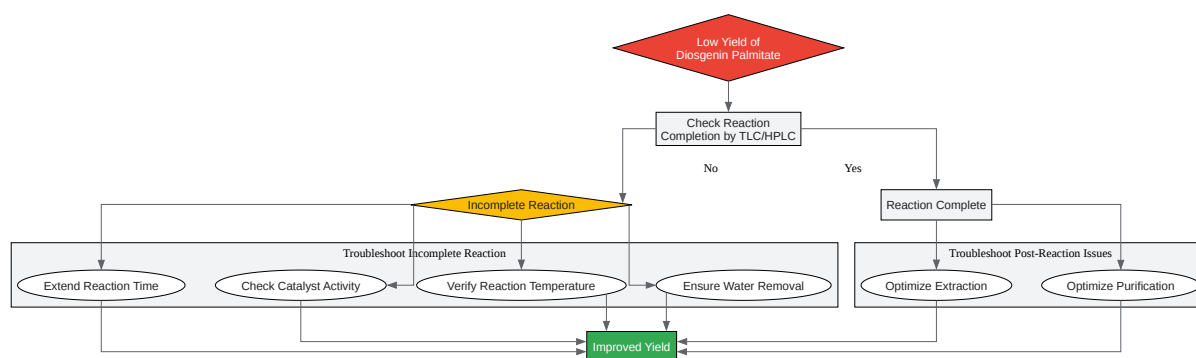 Low Yield of
Diosgenin Palmitate
Check Reaction
Completion by TLC/HPLC
No
Yes
Incomplete Reaction
Reaction Complete
Troubleshoot Incomplete Reaction
Troubleshoot Post-Reaction Issues
Extend Reaction Time
Check Catalyst Activity
Verify Reaction Temperature
Ensure Water Removal
Optimize Extraction
Optimize Purification
Improved Yield